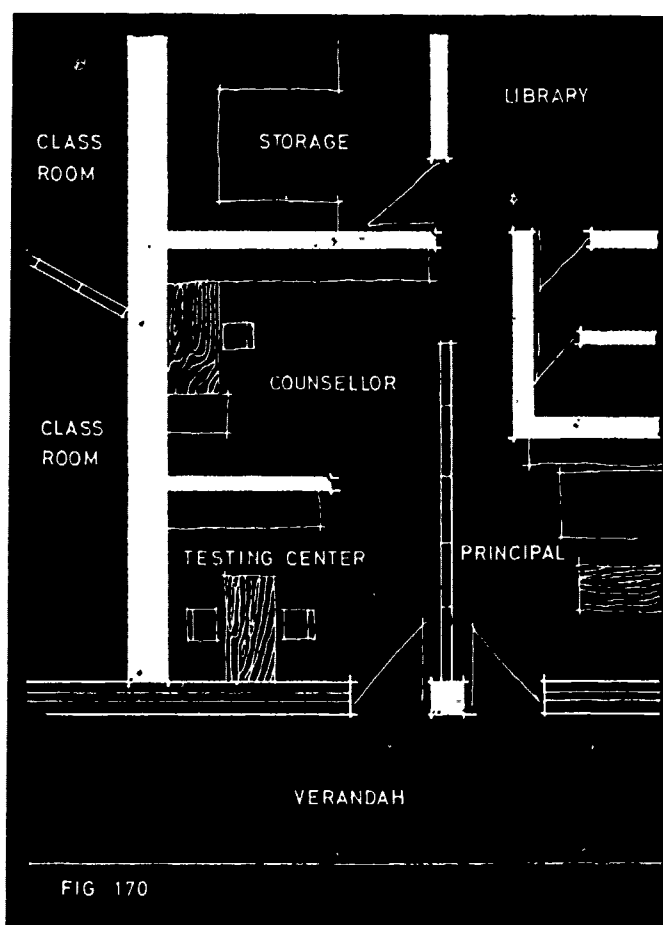 LIBRARY
CLASS
ROOM
STORAGE
COUNSELLOR
CLASS
ROOM
TESTING CENTER
PRINCIPAL
VERANDAH
FIG 170